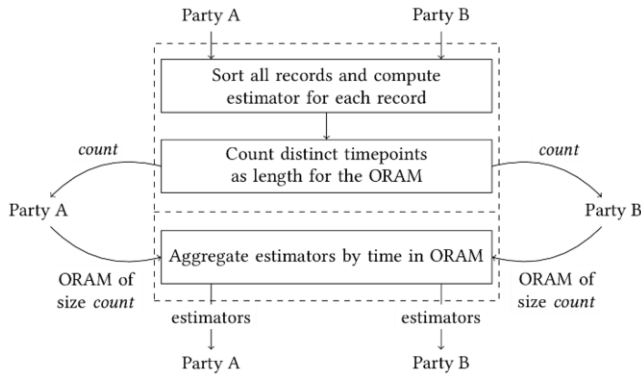 Party A
Party B
Sort all records and compute
estimator for each record
count
count
Count distinct timepoints
as length for the ORAM
Party A
Party B
Aggregate estimators by time in ORAM
ORAM of
size count
ORAM of
size count
estimators
estimators
Party A
Party B